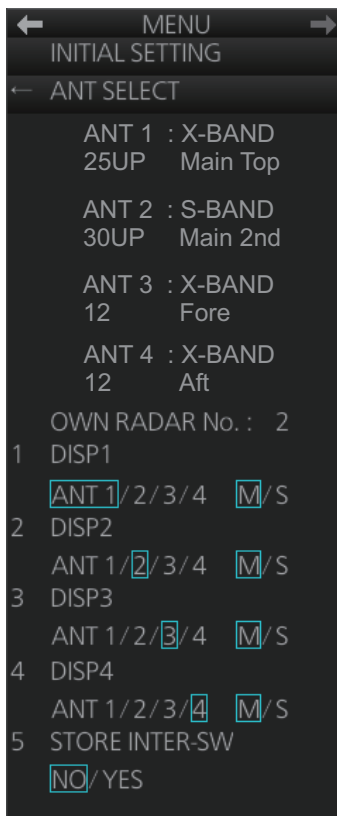 ← MENU →
INITIAL SETTING
← ANT SELECT
ANT 1 : X-BAND
25UP Main Top
ANT 2 : S-BAND
30UP Main 2nd
ANT 3 : X-BAND
12 Fore
ANT 4 : X-BAND
12 Aft
OWN RADAR No. : 2
1 DISP1
ANT 1/2/3/4 M/S
2 DISP2
ANT 1/2/3/4 M/S
3 DISP3
ANT 1/2/3/4 M/S
4 DISP4
ANT 1/2/3/4 M/S
5 STORE INTER-SW
NO/YES